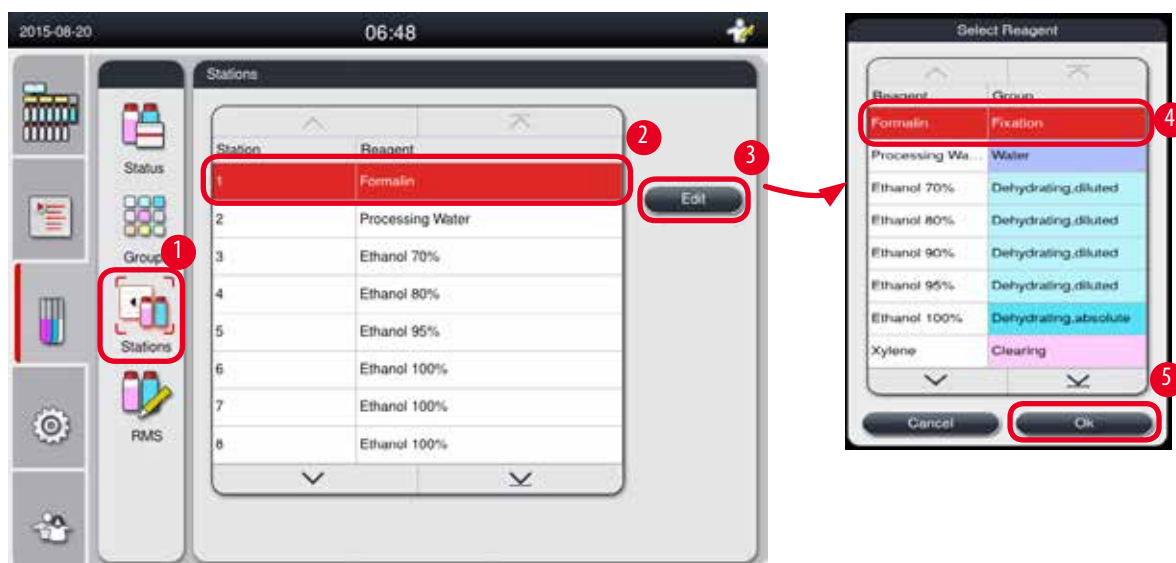 2015-08-20 06:48
Stations
Station Reagent
1 Formalin
2 Processing Water
3 Ethanol 70%
4 Ethanol 80%
5 Ethanol 95%
6 Ethanol 100%
7 Ethanol 100%
8 Ethanol 100%
Status
Group
Stations
RMS
Edit
1
2
3
Select Reagent
Reagent Group
Formalin Fixation
Processing Wa... Water
Ethanol 70% Dehydrating,diluted
Ethanol 80% Dehydrating,diluted
Ethanol 90% Dehydrating,diluted
Ethanol 95% Dehydrating,diluted
Ethanol 100% Dehydrating,absolute
Xylene Clearing
Cancel Ok
4
5